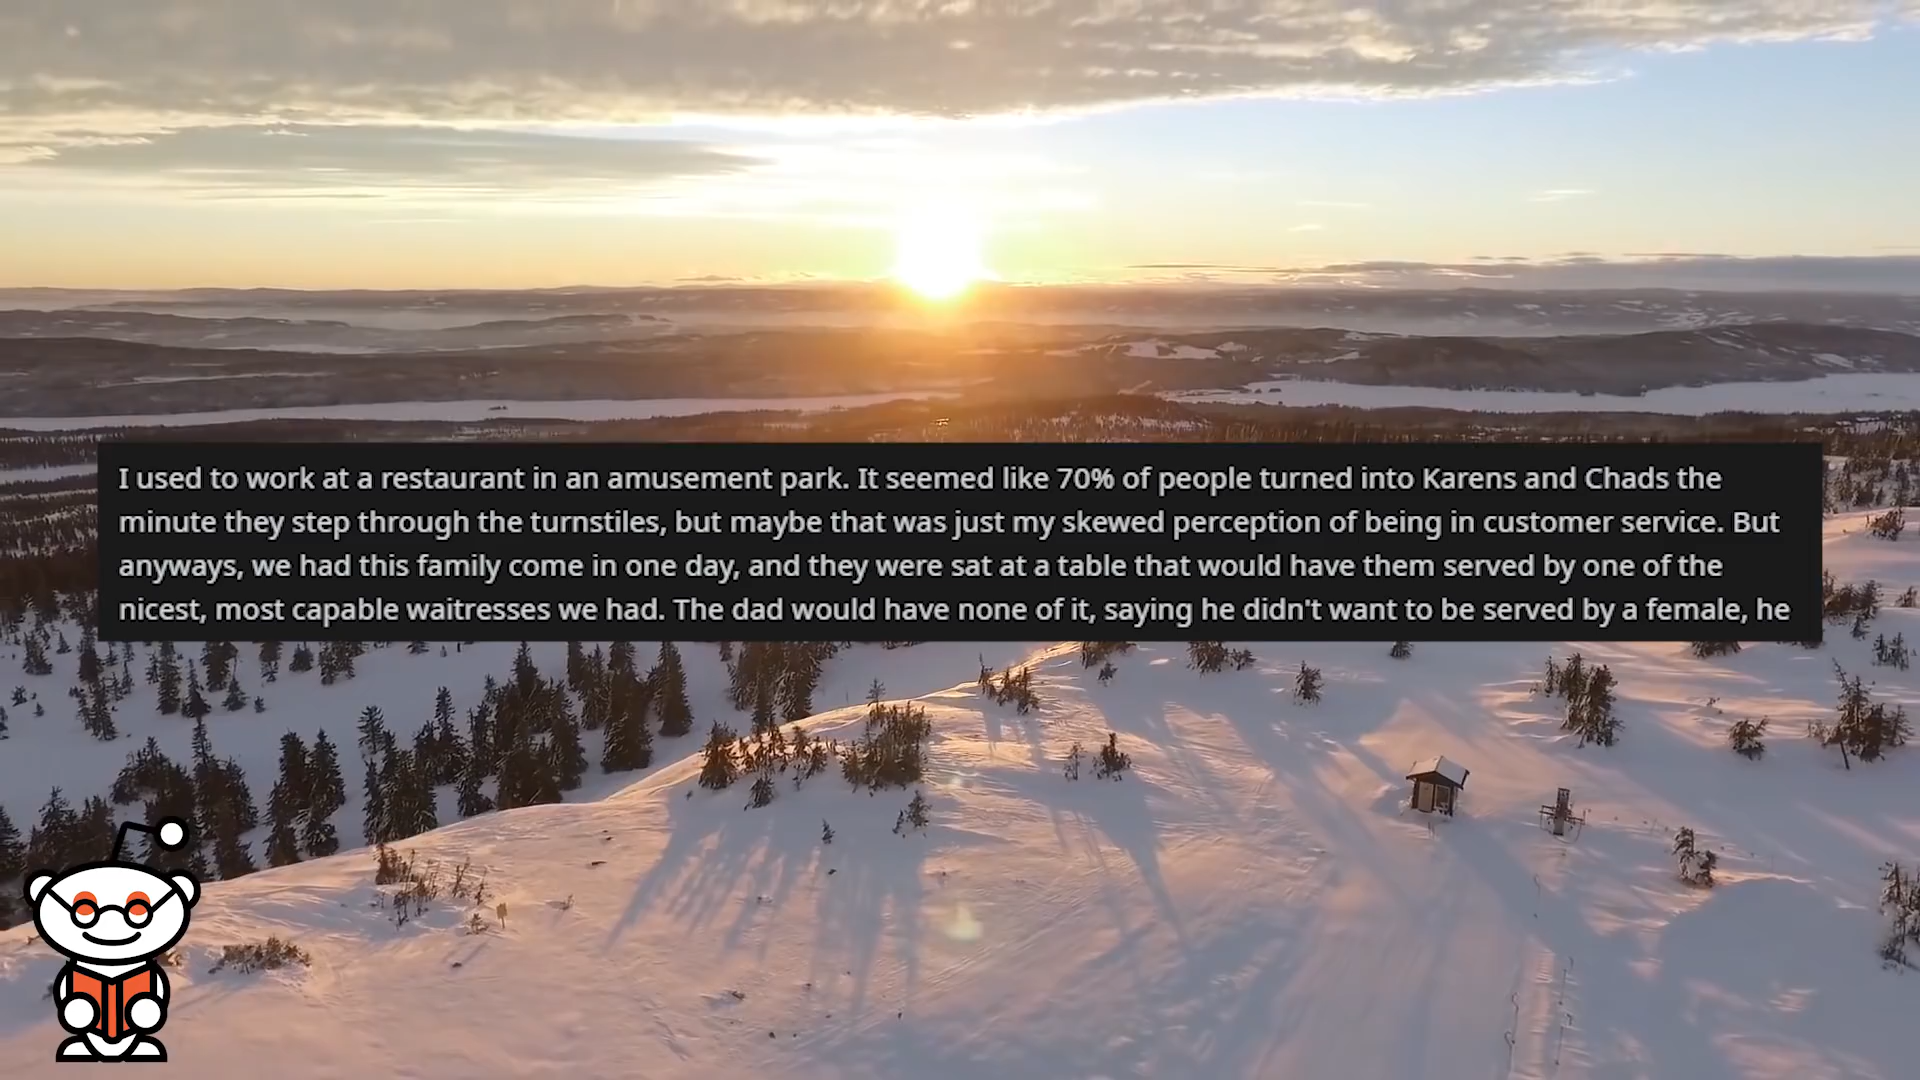 I used to work at a restaurant in an amusement park. It seemed like 70% of people turned into Karens and Chads the
minute they step through the turnstiles, but maybe that was just my skewed perception of being in customer service. But
anyways, we had this family come in one day, and they were sat at a table that would have them served by one of the
nicest, most capable waitresses we had. The dad would have none of it, saying he didn't want to be served by a female, he